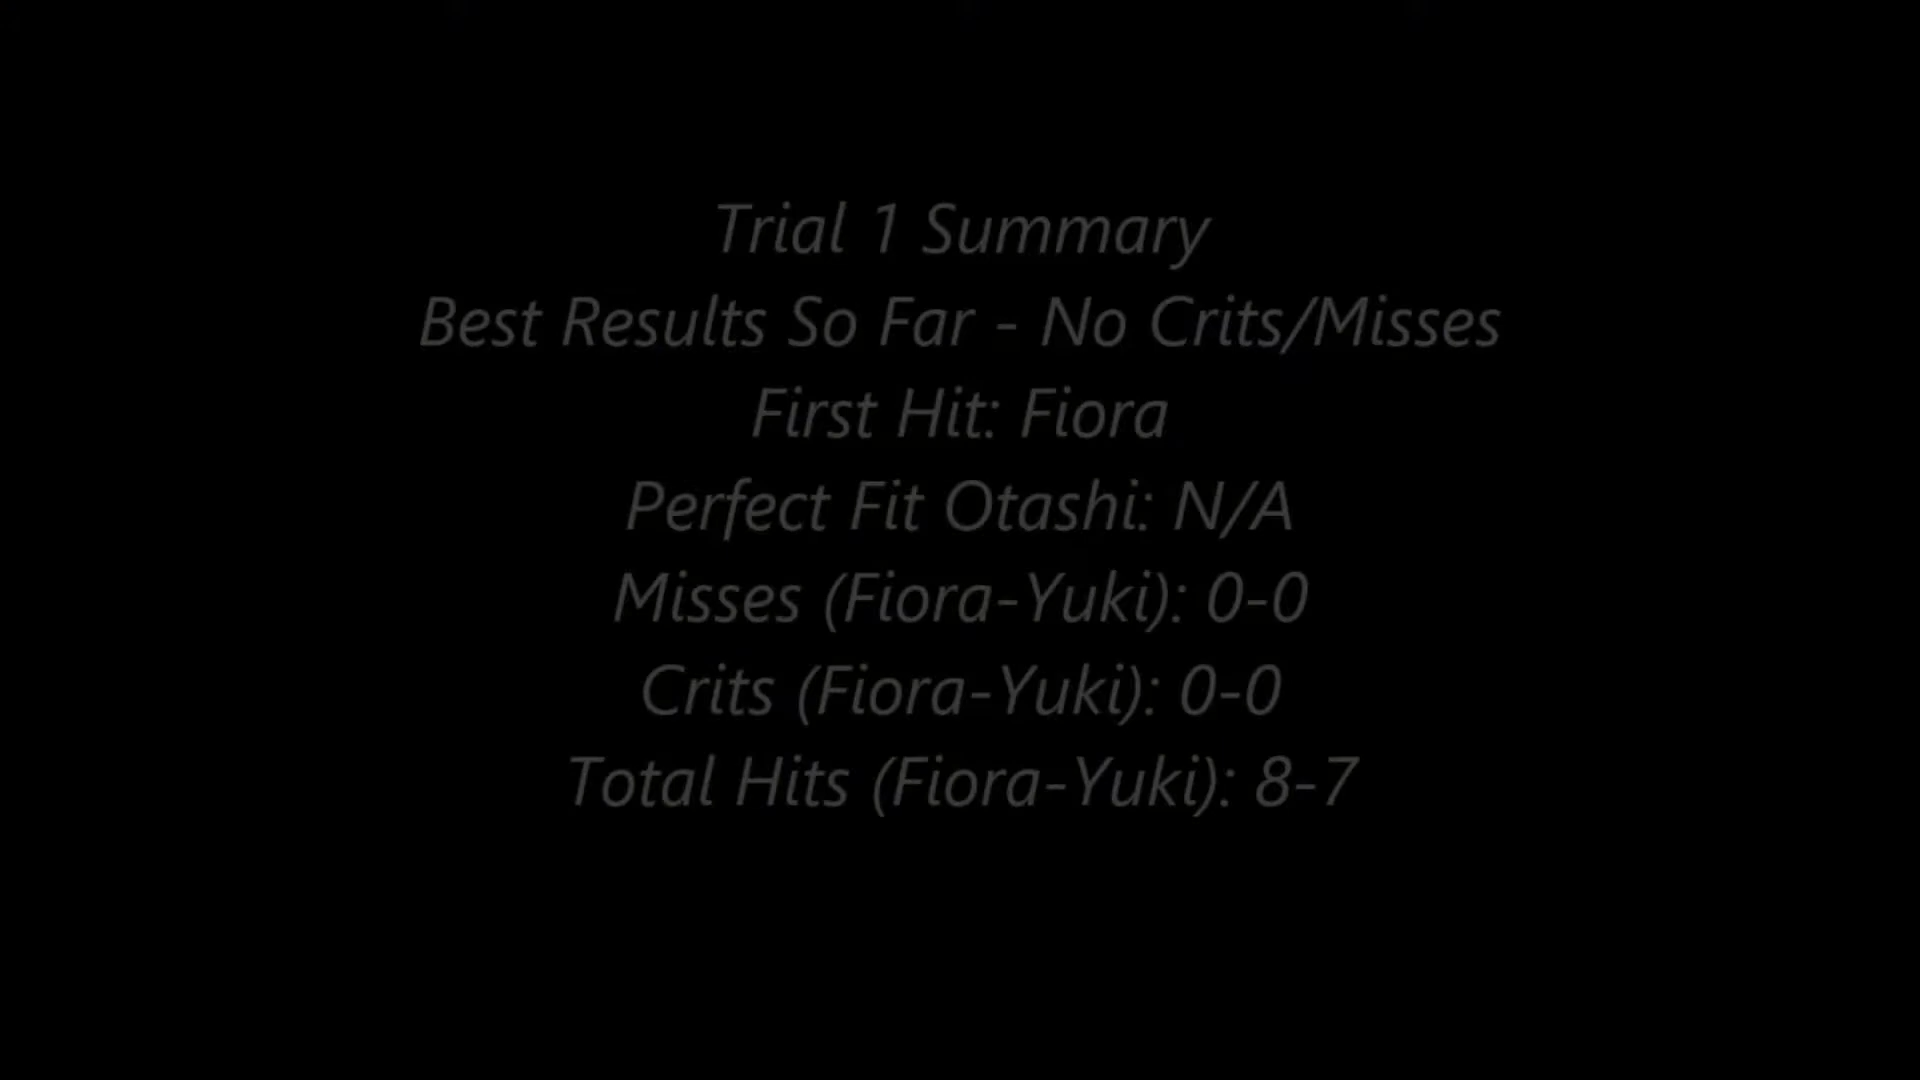 Trial 1 Summary
Best Results So Far - No Crits/Misses
First Hit: Fiora
Perfect Fit Otashi: N/A
Misses (Fiora-Yuki): 0-0
Crits (Fiora-Yuki): 0-0
Total Hits (Fiora-Yuki): 8-7